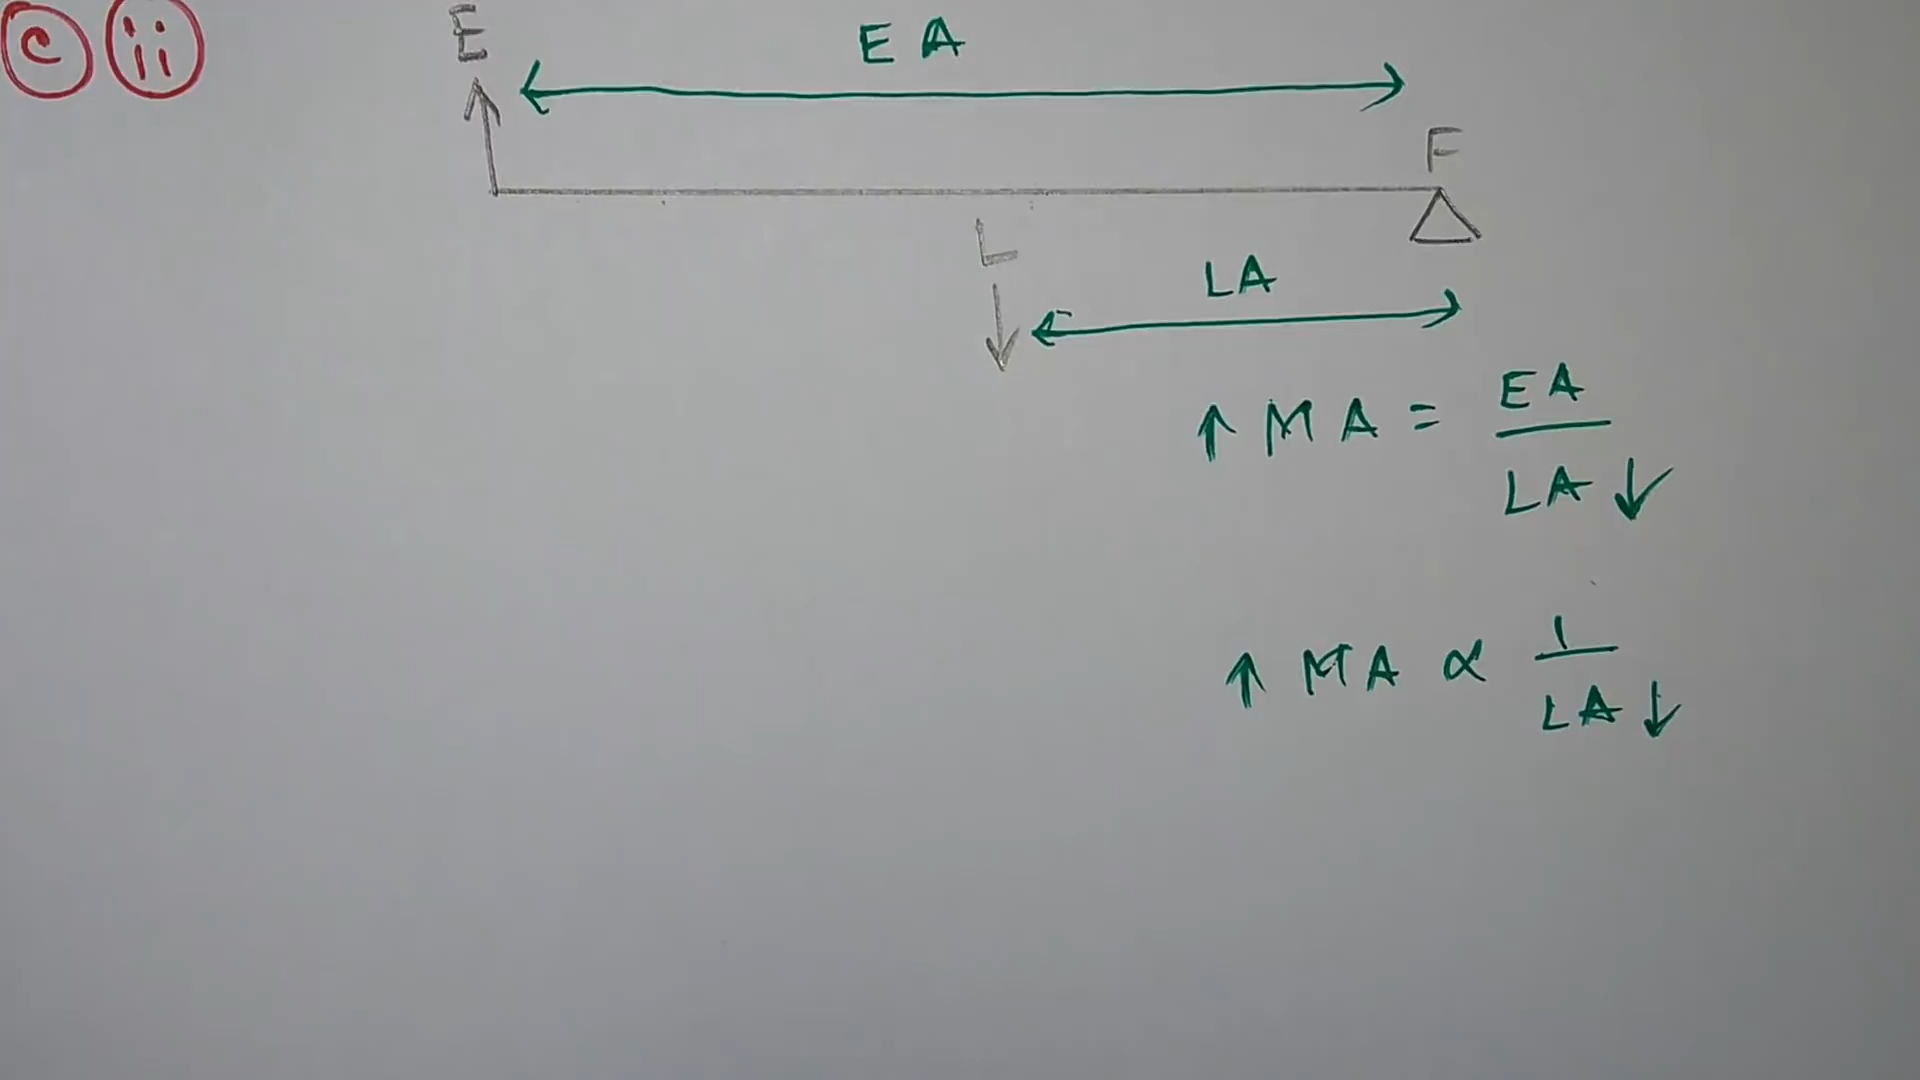 c ii
E
EA
F
L
LA
↑ MA = EA
LA ↓
↑ MA ∝ 1
LA ↓